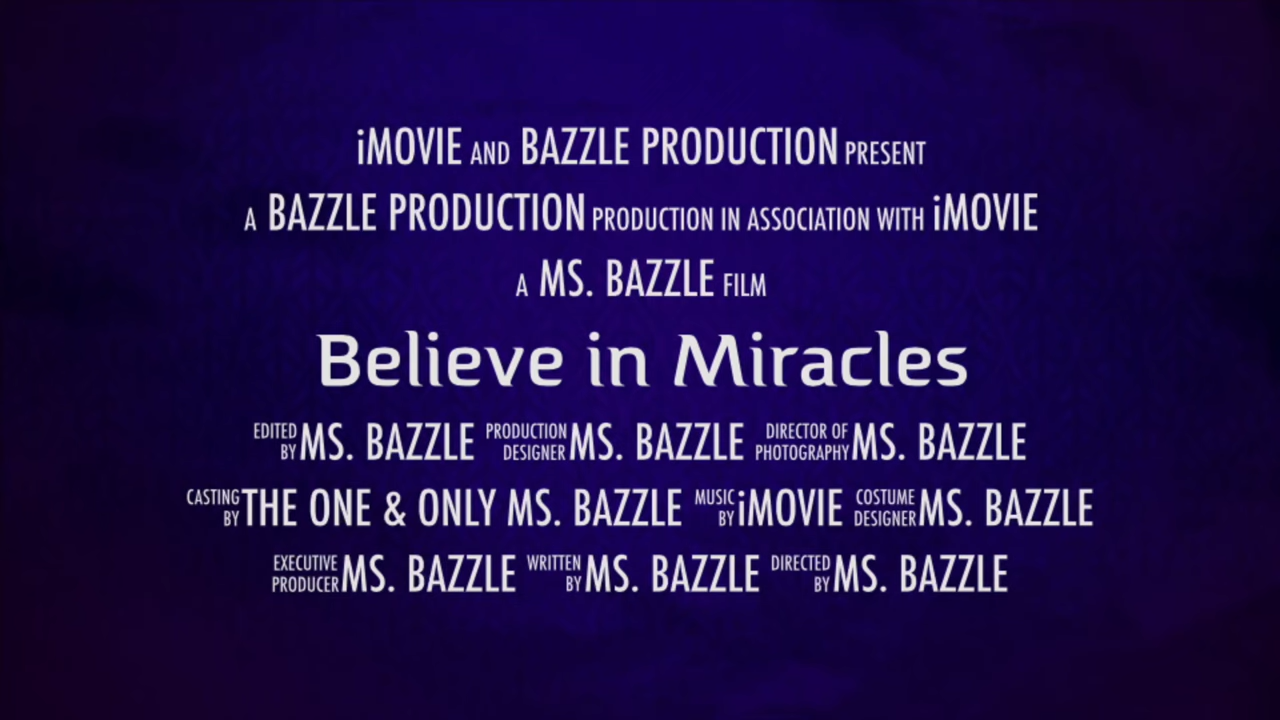 iMOVIE AND BAZZLE PRODUCTION PRESENT
A BAZZLE PRODUCTION PRODUCTION IN ASSOCIATION WITH iMOVIE
A MS. BAZZLE FILM
Believe in Miracles
EDITED BY MS. BAZZLE PRODUCTION DESIGNER MS. BAZZLE DIRECTOR OF PHOTOGRAPHY MS. BAZZLE
CASTING BY THE ONE & ONLY MS. BAZZLE MUSIC BY iMOVIE COSTUME DESIGNER MS. BAZZLE
EXECUTIVE PRODUCER MS. BAZZLE WRITTEN BY MS. BAZZLE DIRECTED BY MS. BAZZLE